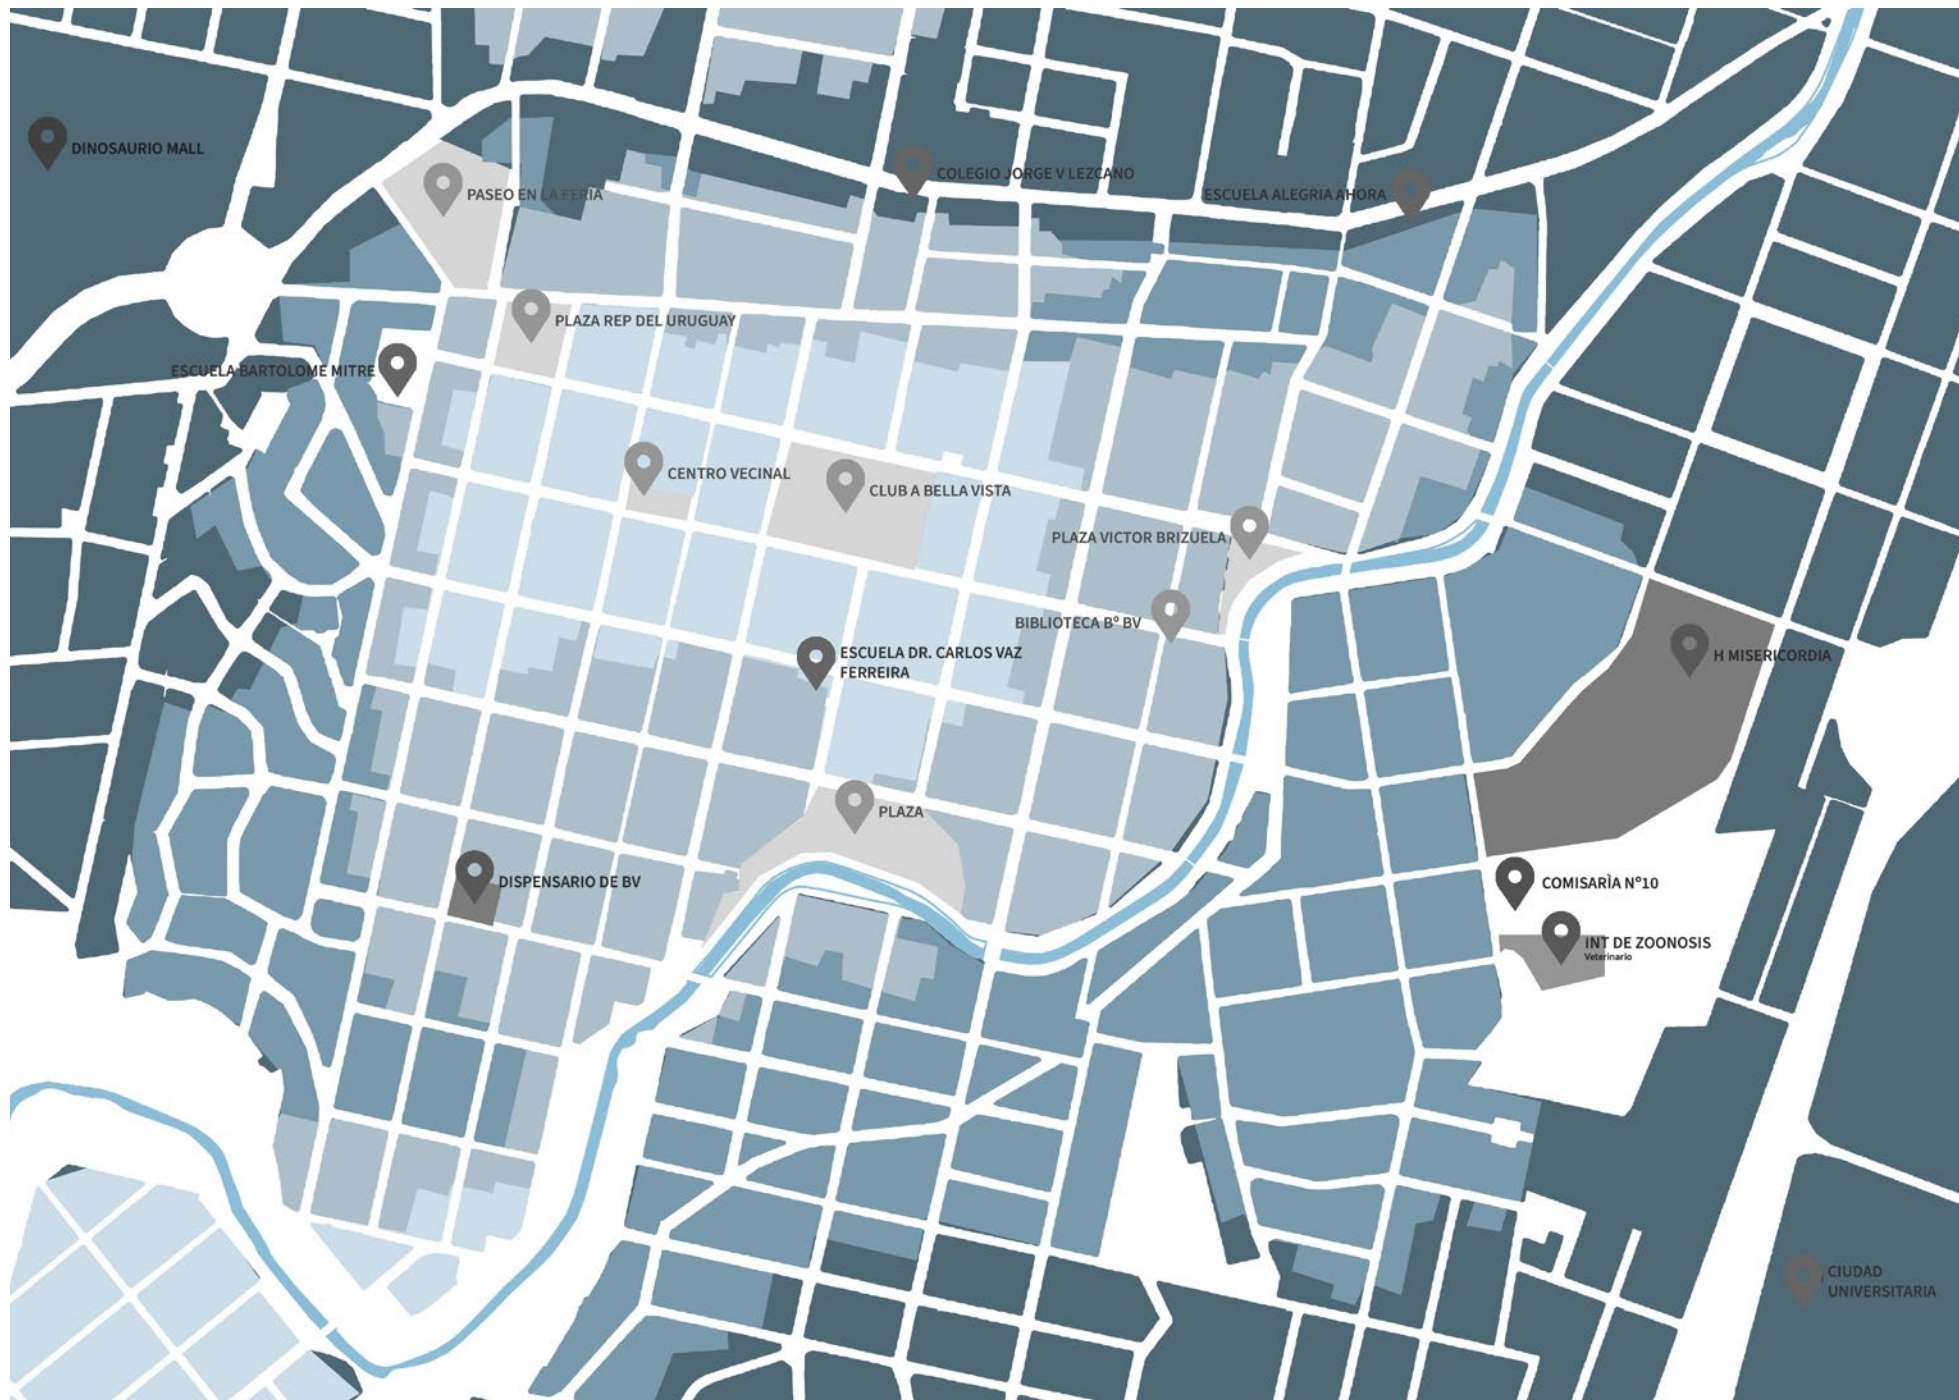 DINOSAURIO MALL
COLEGIO JORGE V LEZCANO
PASEO EN LA FERIA
ESCUELA ALEGRIA AHORA
PLAZA REP DEL URUGUAY
ESCUELA BARTOLOME MITRE
CENTRO VECINAL
CLUB A BELLA VISTA
PLAZA VICTOR BRIZUELA
BIBLIOTECA Bº BV
ESCUELA DR. CARLOS VAZ
FERREIRA
H MISERICORDIA
PLAZA
DISPENSARIO DE BV
COMISARÌA Nº10
INT DE ZOONOSIS
Veterinario
CIUDAD
UNIVERSITARIA